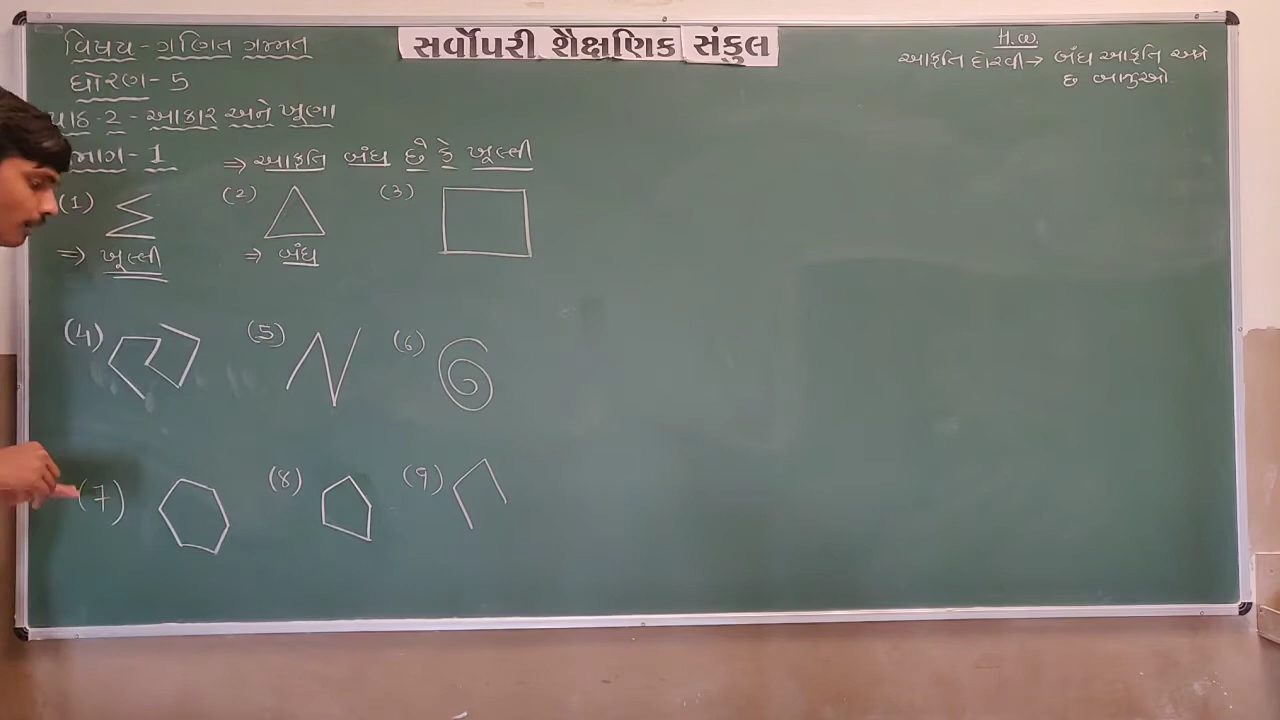 સર્વોપરી શૈક્ષણિક સંકુલ
વિષય - ગણિત ગમ્મત
ધોરણ - 5
પાઠ - 2 - આકાર અને ખૂણા
ભાગ - 1
⇒ આકૃતિ બંધ છે કે ખૂલ્લી
(1) (2) (3)
⇒ ખૂલ્લી ⇒ બંધ
(4) (5) (6)
(7) (8) (9)
H.W.
આકૃતિ દોરવી → બંધ આકૃતિ અને
છ બાજુઓ